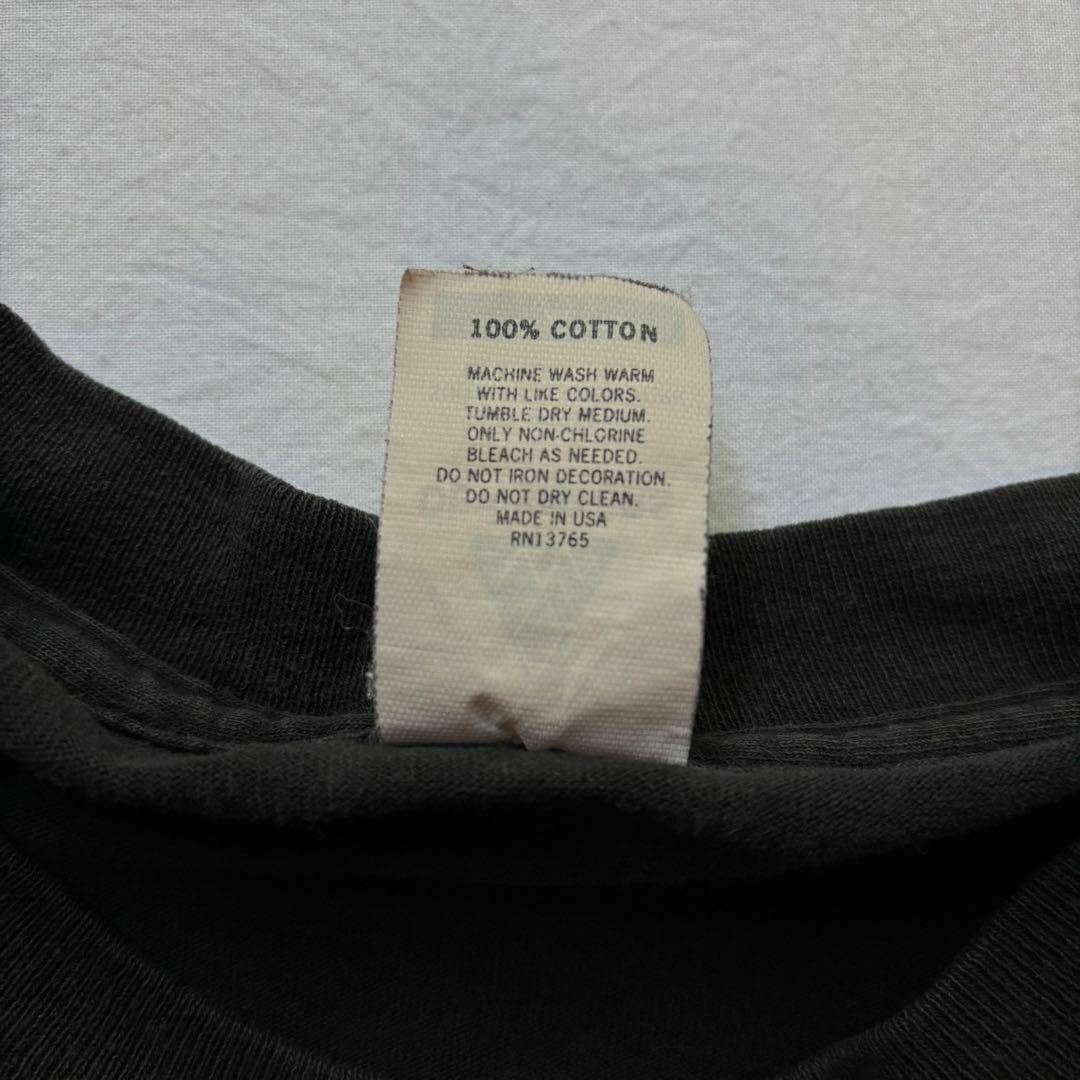 100% COTTON
MACHINE WASH WARM
WITH LIKE COLORS.
TUMBLE DRY MEDIUM.
ONLY NON-CHLORINE
BLEACH AS NEEDED.
DO NOT IRON DECORATION.
DO NOT DRY CLEAN.
MADE IN USA
RN13765